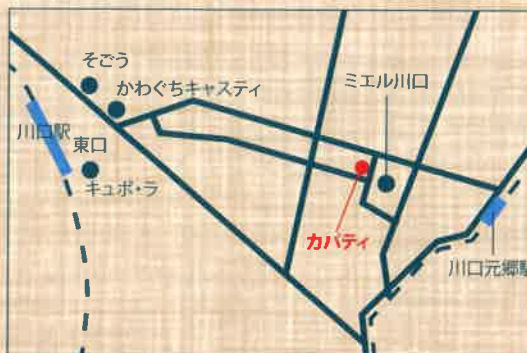 そごう
かわぐちキャスティ
ミエル川口
川口駅
東口
キュポ・ラ
カパティ
川口元郷駅